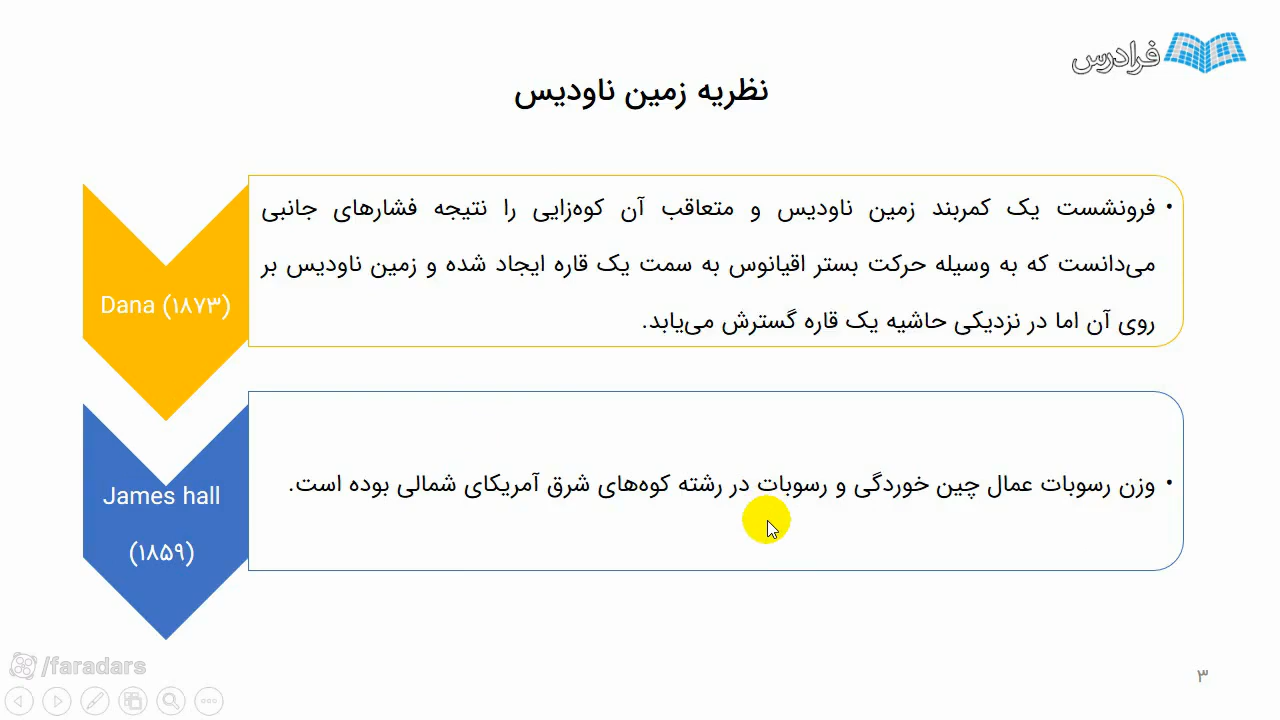 فرادرس
نظریه زمین ناودیس
• فرونشست یک کمربند زمین ناودیس و متعاقب آن کوه‌زایی را نتیجه فشارهای جانبی
می‌دانست که به وسیله حرکت بستر اقیانوس به سمت یک قاره ایجاد شده و زمین ناودیس بر
روی آن اما در نزدیکی حاشیه یک قاره گسترش می‌یابد.
Dana (۱۸۷۳)
• وزن رسوبات عمال چین خوردگی و رسوبات در رشته کوه‌های شرق آمریکای شمالی بوده است.
James hall
(۱۸۵۹)
/faradars
۳